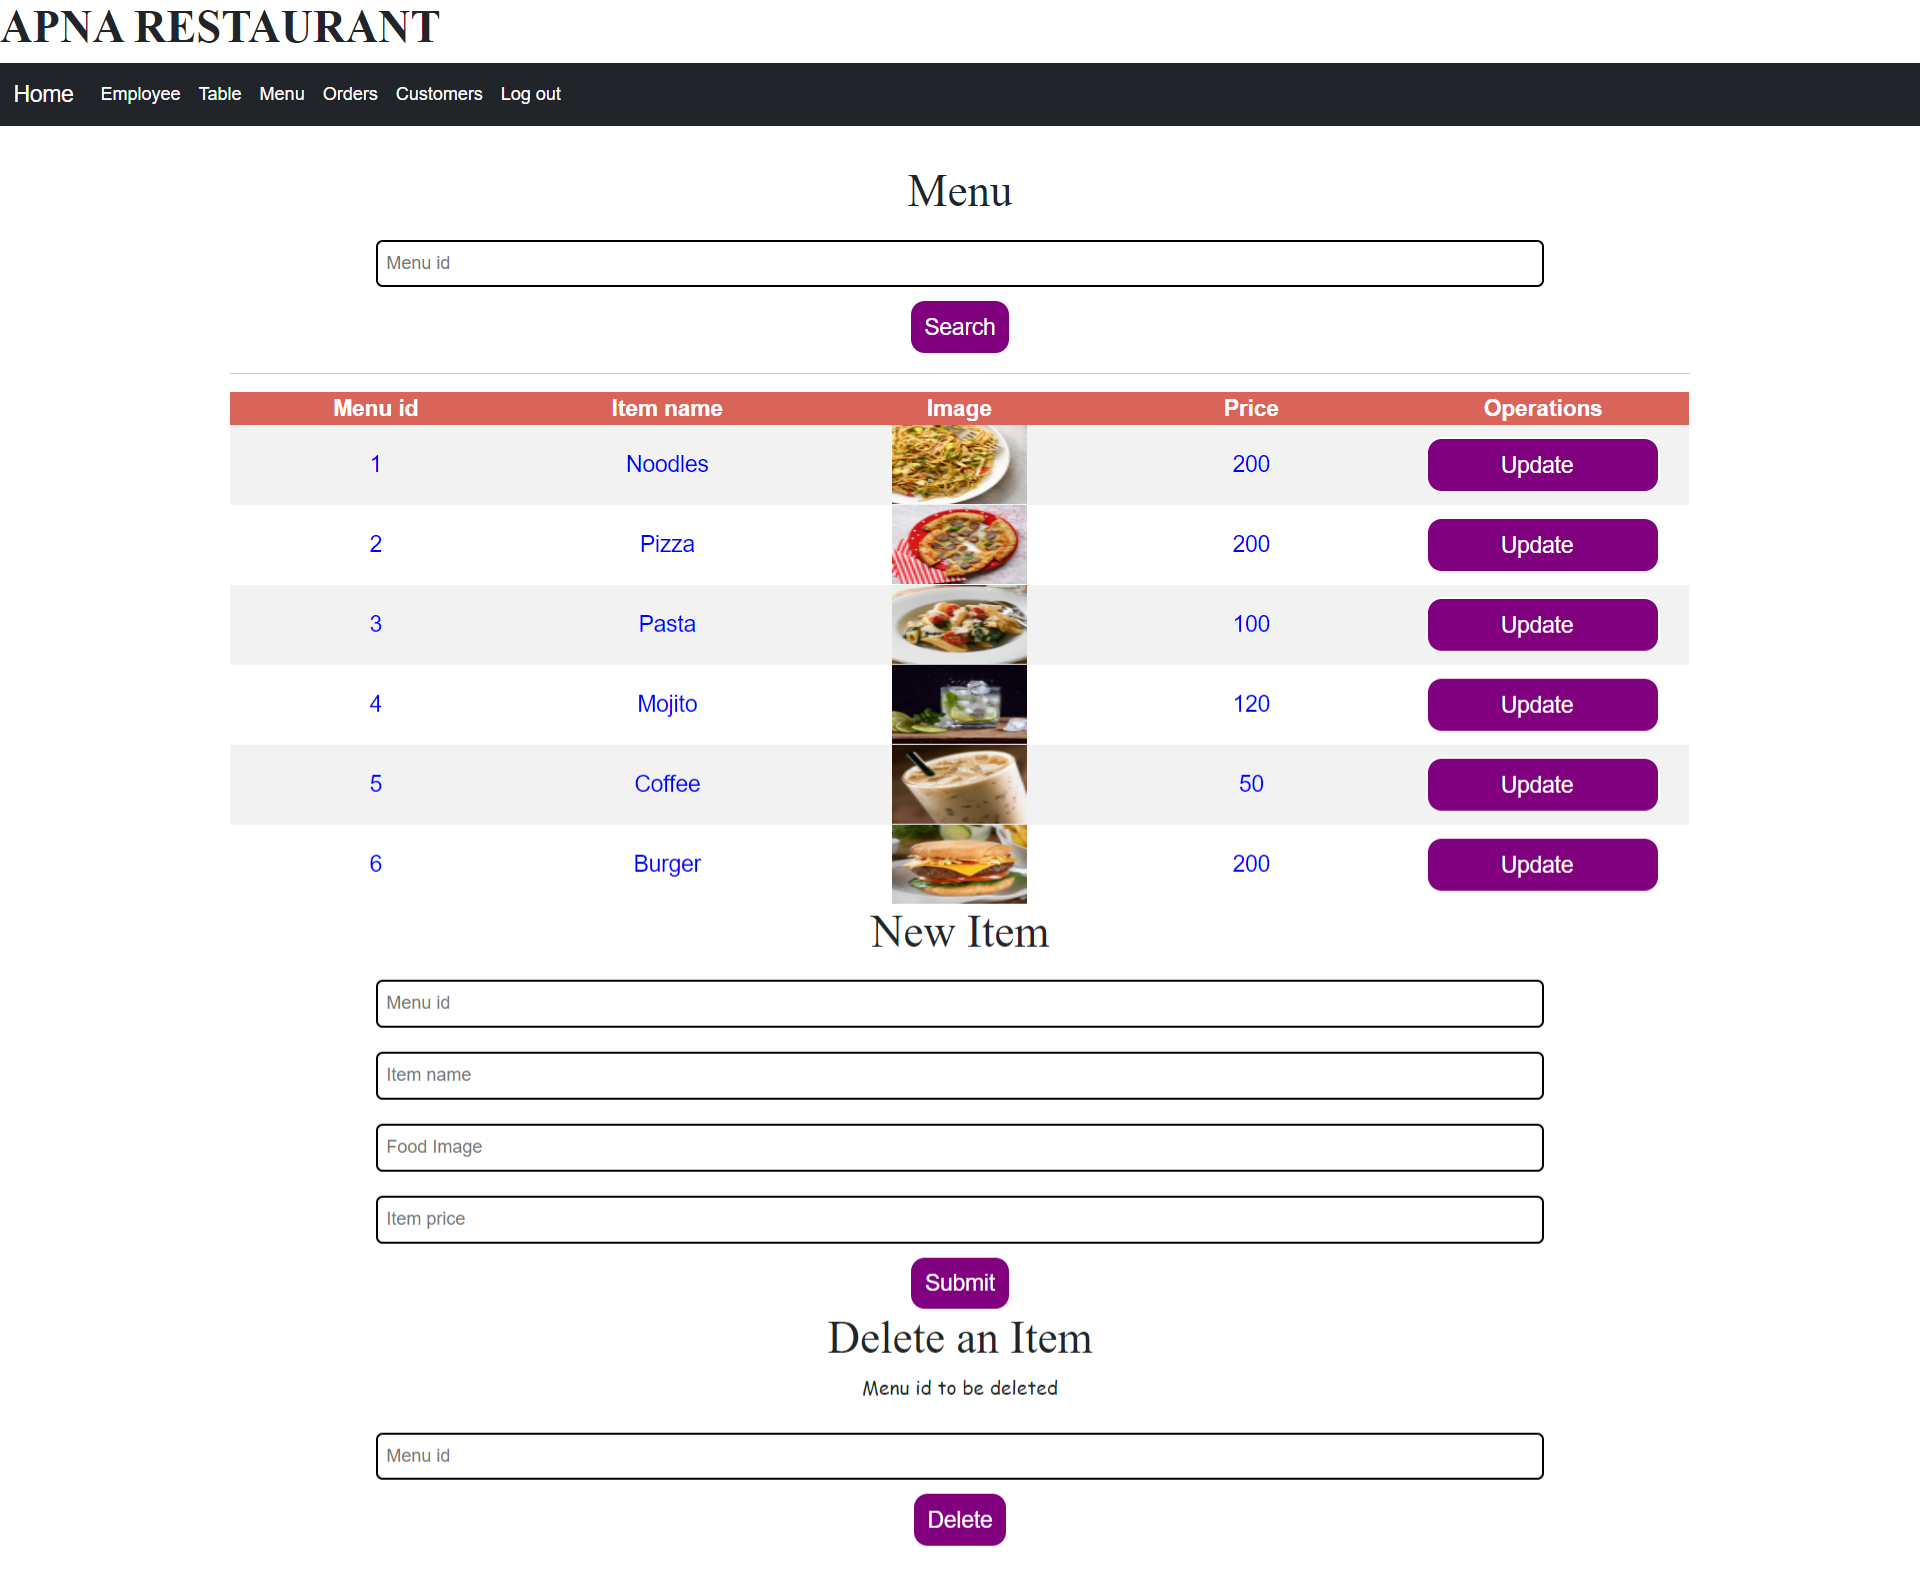 APNA RESTAURANT
Home Employee Table Menu Orders Customers Log out
Menu
Menu id
Search
Menu id Item name Image Price Operations
1 Noodles 200 Update
2 Pizza 200 Update
3 Pasta 100 Update
4 Mojito 120 Update
5 Coffee 50 Update
6 Burger 200 Update
New Item
Menu id
Item name
Food Image
Item price
Submit
Delete an Item
Menu id to be deleted
Menu id
Delete